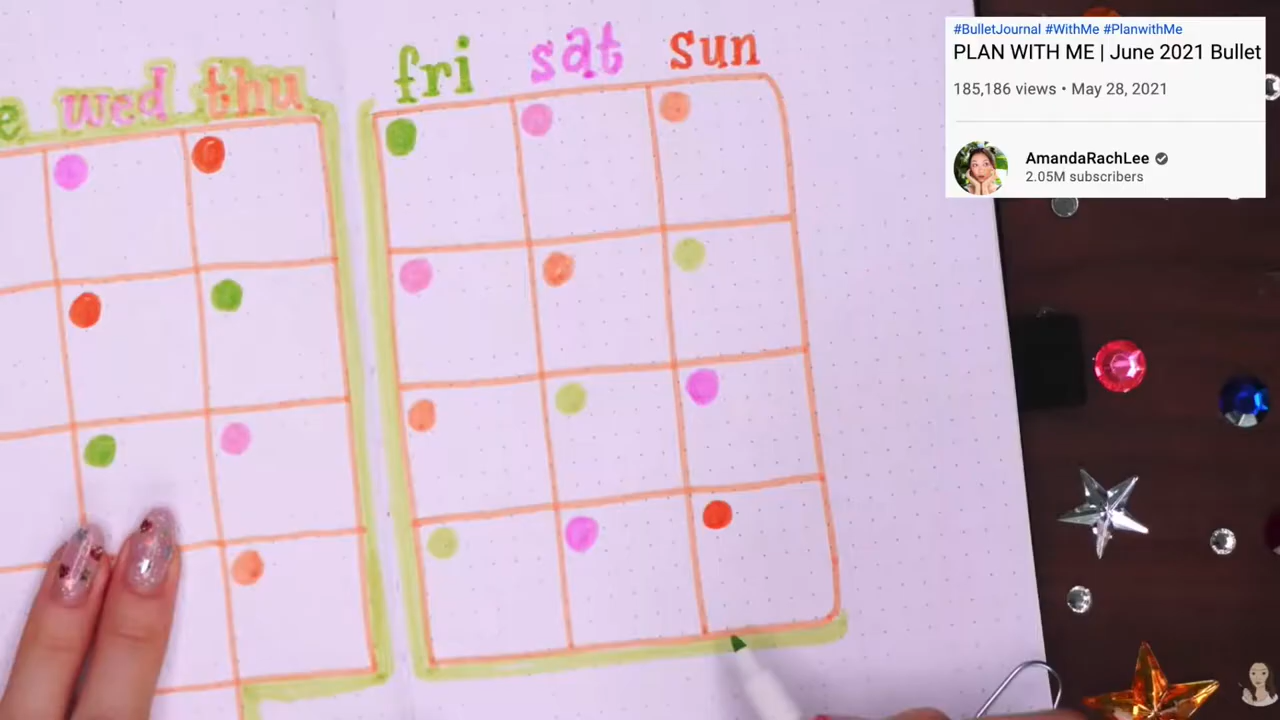 e wed thu fri sat sun
#BulletJournal #WithMe #PlanwithMe
PLAN WITH ME | June 2021 Bullet
185,186 views • May 28, 2021
AmandaRachLee
2.05M subscribers